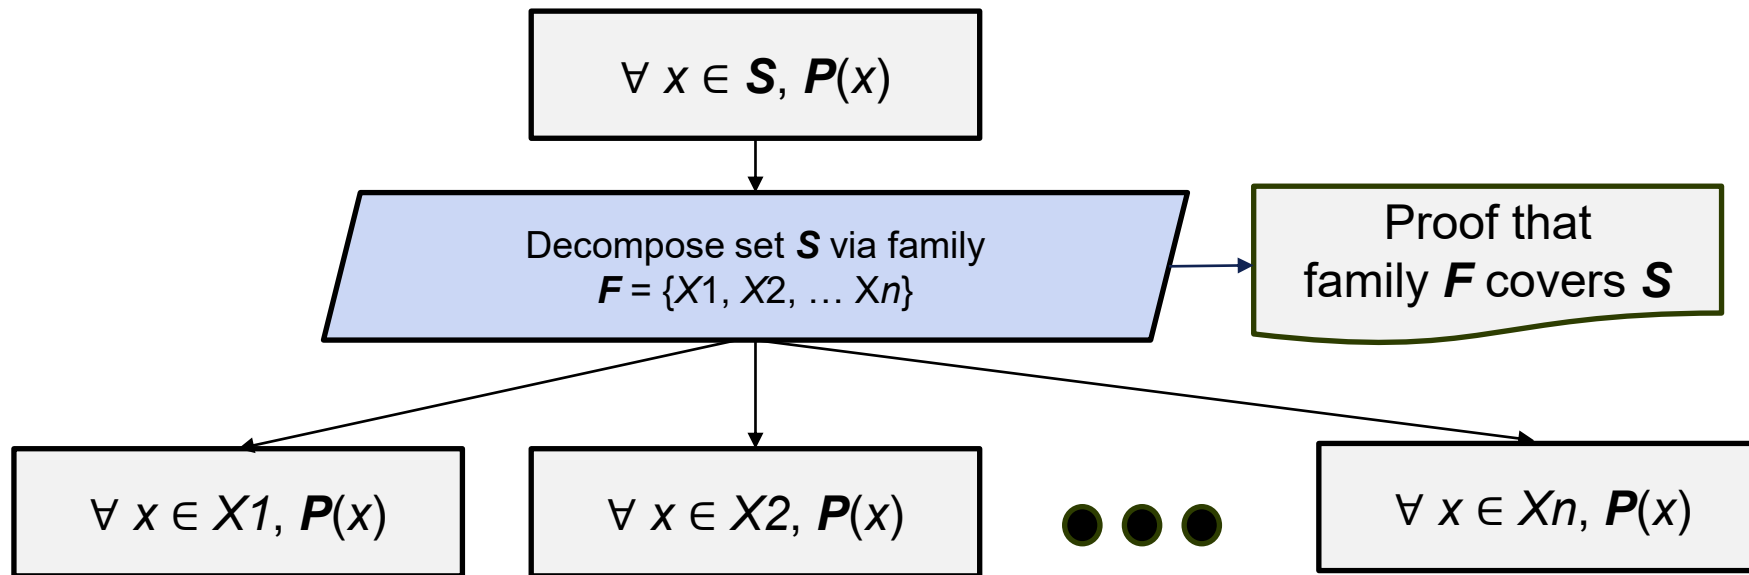 ∀ x ∈ S, P(x)
Decompose set S via family
F = {X1, X2, … Xn}
Proof that
family F covers S
∀ x ∈ X1, P(x)
∀ x ∈ X2, P(x)
∀ x ∈ Xn, P(x)